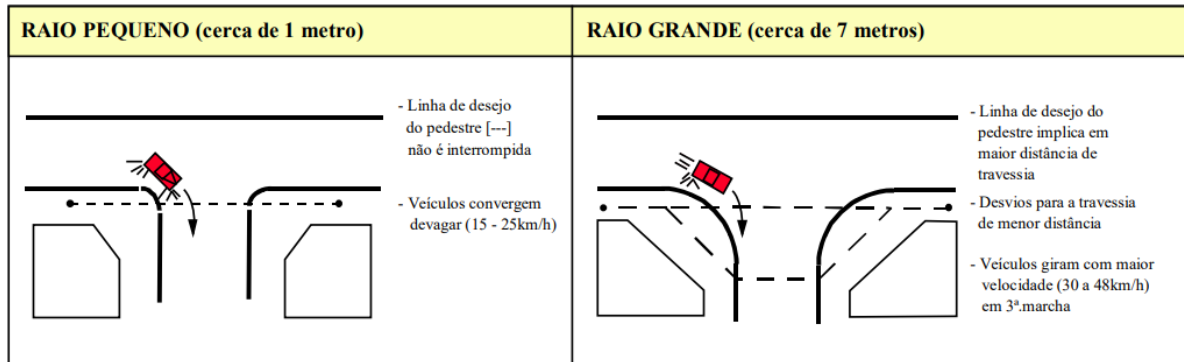 RAIO PEQUENO (cerca de 1 metro)
- Linha de desejo
do pedestre [---]
não é interrompida
- Veículos convergem
devagar (15 - 25km/h)
RAIO GRANDE (cerca de 7 metros)
- Linha de desejo do
pedestre implica em
maior distância de
travessia
- Desvios para a travessia
de menor distância
- Veículos giram com maior
velocidade (30 a 48km/h)
em 3ª.marcha